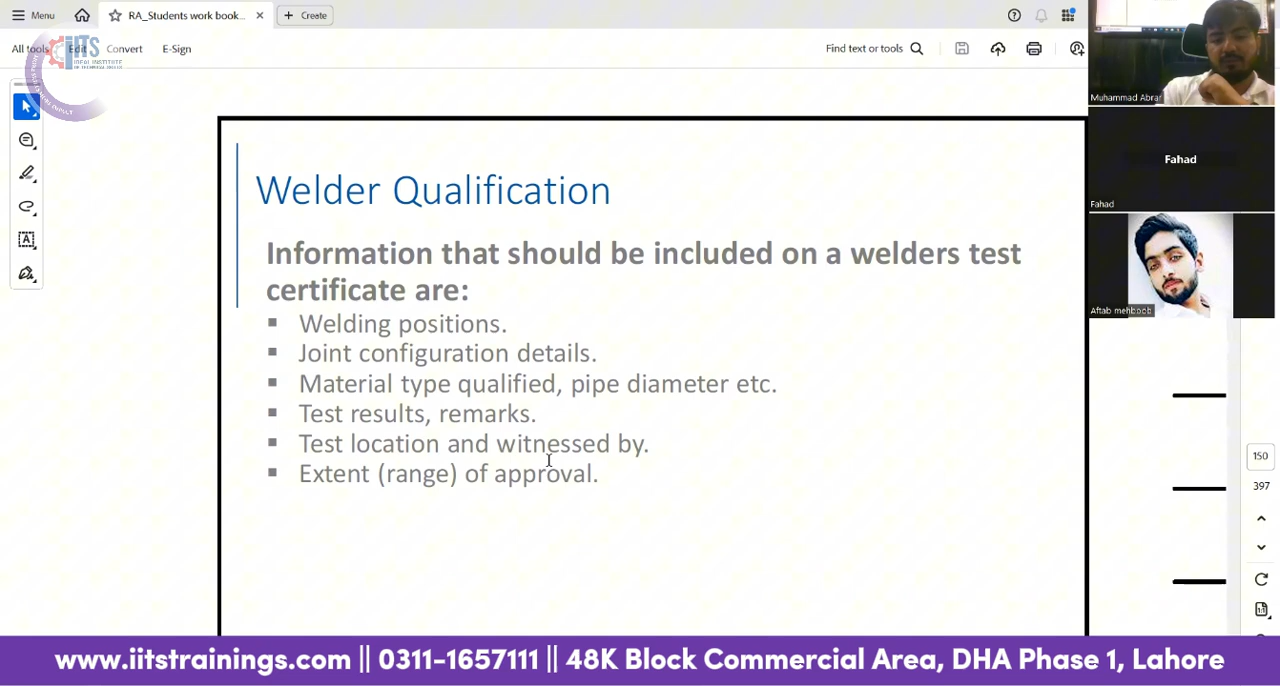 Menu
RA_Students work book...
Create
All tools
Edit
Convert
E-Sign
Find text or tools
IITS
IDEAL INSTITUTE
Muhammad Abrar
Fahad
Fahad
Aftab mehboob
Welder Qualification
Information that should be included on a welders test
certificate are:
Welding positions.
Joint configuration details.
Material type qualified, pipe diameter etc.
Test results, remarks.
Test location and witnessed by.
Extent (range) of approval.
150
397
www.iitstrainings.com || 0311-1657111 || 48K Block Commercial Area, DHA Phase 1, Lahore